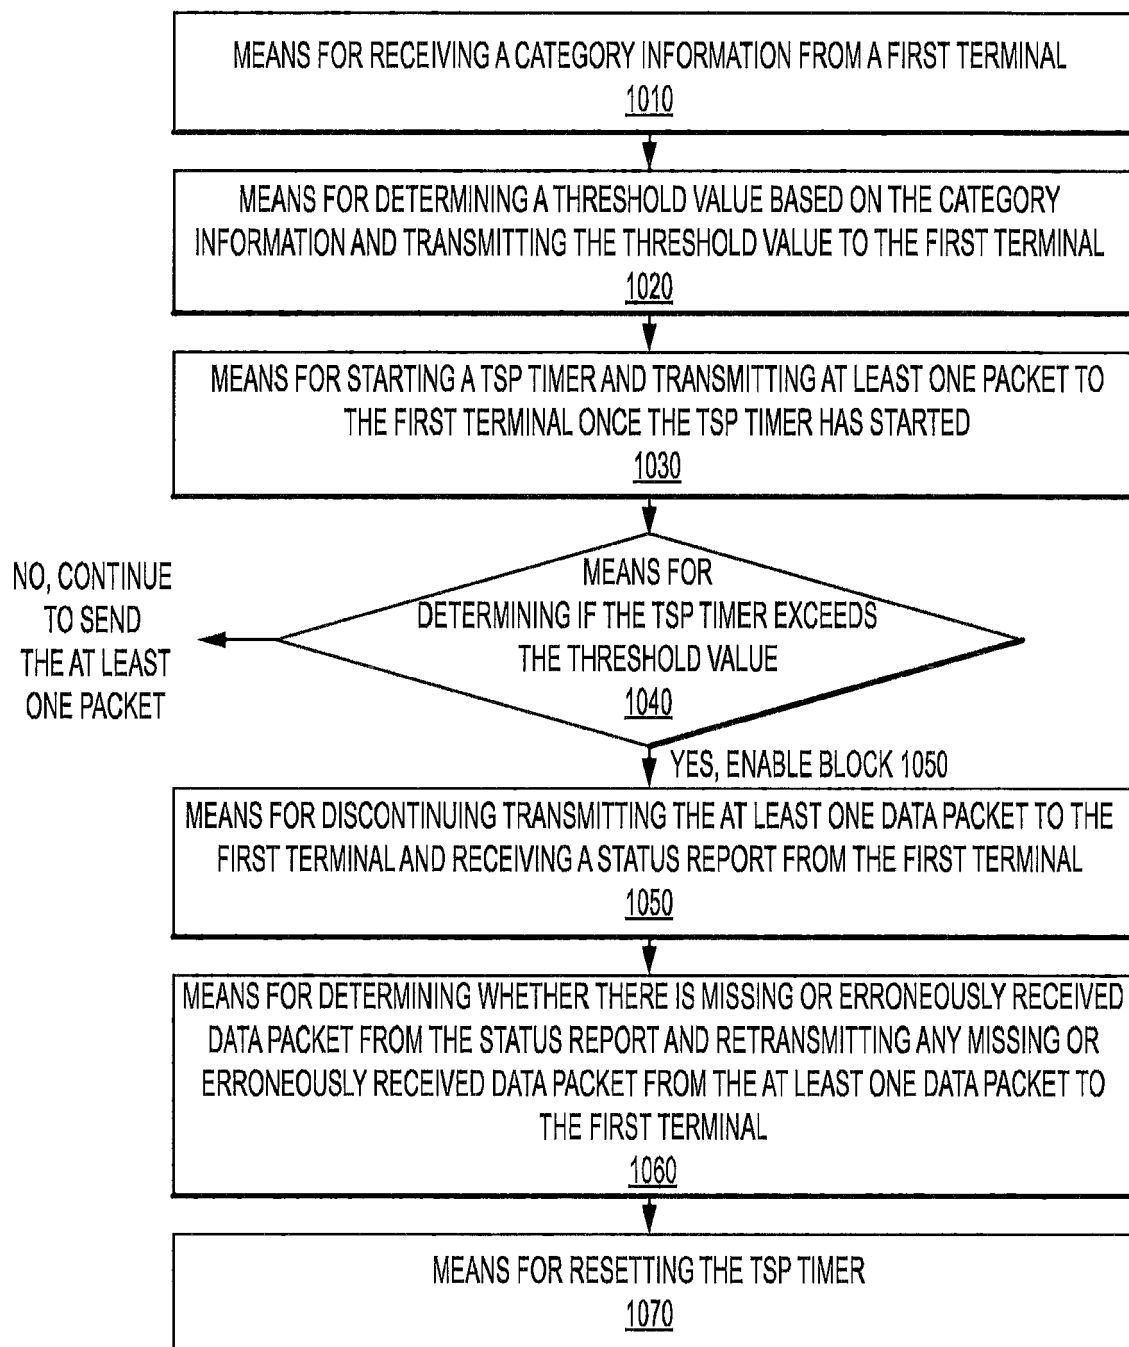 MEANS FOR RECEIVING A CATEGORY INFORMATION FROM A FIRST TERMINAL
1010
MEANS FOR DETERMINING A THRESHOLD VALUE BASED ON THE CATEGORY
INFORMATION AND TRANSMITTING THE THRESHOLD VALUE TO THE FIRST TERMINAL
1020
MEANS FOR STARTING A TSP TIMER AND TRANSMITTING AT LEAST ONE PACKET TO
THE FIRST TERMINAL ONCE THE TSP TIMER HAS STARTED
1030
MEANS FOR
DETERMINING IF THE TSP TIMER EXCEEDS
THE THRESHOLD VALUE
1040
NO, CONTINUE
TO SEND
THE AT LEAST
ONE PACKET
YES, ENABLE BLOCK 1050
MEANS FOR DISCONTINUING TRANSMITTING THE AT LEAST ONE DATA PACKET TO THE
FIRST TERMINAL AND RECEIVING A STATUS REPORT FROM THE FIRST TERMINAL
1050
MEANS FOR DETERMINING WHETHER THERE IS MISSING OR ERRONEOUSLY RECEIVED
DATA PACKET FROM THE STATUS REPORT AND RETRANSMITTING ANY MISSING OR
ERRONEOUSLY RECEIVED DATA PACKET FROM THE AT LEAST ONE DATA PACKET TO
THE FIRST TERMINAL
1060
MEANS FOR RESETTING THE TSP TIMER
1070